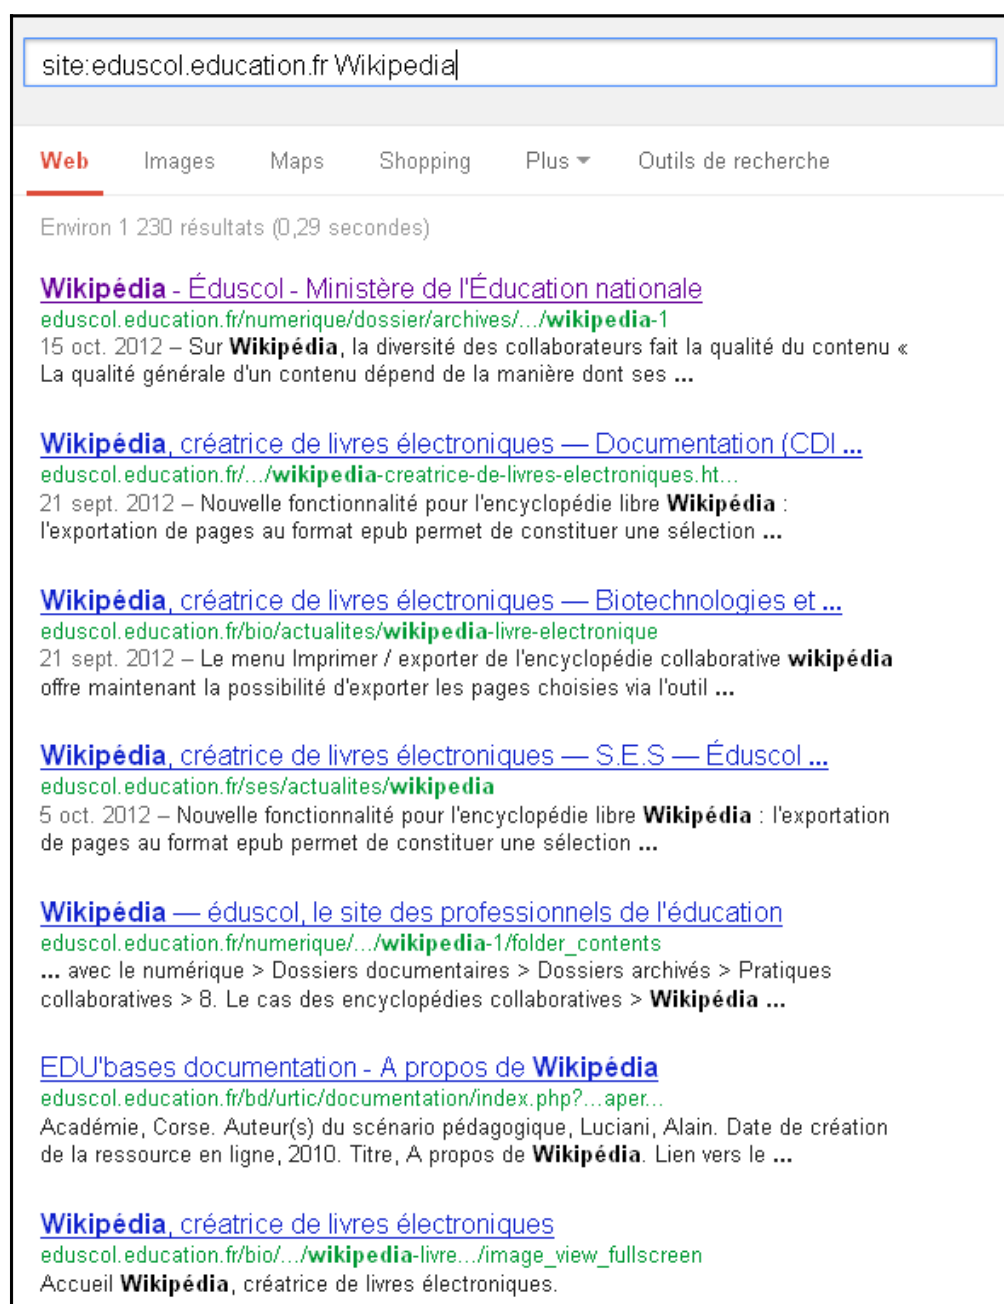 site:eduscol.education.fr Wikipedia
Web Images Maps Shopping Plus Outils de recherche
Environ 1 230 résultats (0,29 secondes)
Wikipédia - Éduscol - Ministère de l'Éducation nationale
eduscol.education.fr/numerique/dossier/archives/.../wikipedia-1
15 oct. 2012 – Sur Wikipédia, la diversité des collaborateurs fait la qualité du contenu «
La qualité générale d'un contenu dépend de la manière dont ses ...
Wikipédia, créatrice de livres électroniques — Documentation (CDI ...
eduscol.education.fr/.../wikipedia-creatrice-de-livres-electroniques.ht...
21 sept. 2012 – Nouvelle fonctionnalité pour l'encyclopédie libre Wikipédia :
l'exportation de pages au format epub permet de constituer une sélection ...
Wikipédia, créatrice de livres électroniques — Biotechnologies et ...
eduscol.education.fr/bio/actualites/wikipedia-livre-electronique
21 sept. 2012 – Le menu Imprimer / exporter de l'encyclopédie collaborative wikipédia
offre maintenant la possibilité d'exporter les pages choisies via l'outil ...
Wikipédia, créatrice de livres électroniques — S.E.S — Éduscol ...
eduscol.education.fr/ses/actualites/wikipedia
5 oct. 2012 – Nouvelle fonctionnalité pour l'encyclopédie libre Wikipédia : l'exportation
de pages au format epub permet de constituer une sélection ...
Wikipédia — éduscol, le site des professionnels de l'éducation
eduscol.education.fr/numerique/.../wikipedia-1/folder_contents
... avec le numérique > Dossiers documentaires > Dossiers archivés > Pratiques
collaboratives > 8. Le cas des encyclopédies collaboratives > Wikipédia ...
EDU'bases documentation - A propos de Wikipédia
eduscol.education.fr/bd/urtic/documentation/index.php?...aper...
Académie, Corse. Auteur(s) du scénario pédagogique, Luciani, Alain. Date de création
de la ressource en ligne, 2010. Titre, A propos de Wikipédia. Lien vers le ...
Wikipédia, créatrice de livres électroniques
eduscol.education.fr/bio/.../wikipedia-livre.../image_view_fullscreen
Accueil Wikipédia, créatrice de livres électroniques.